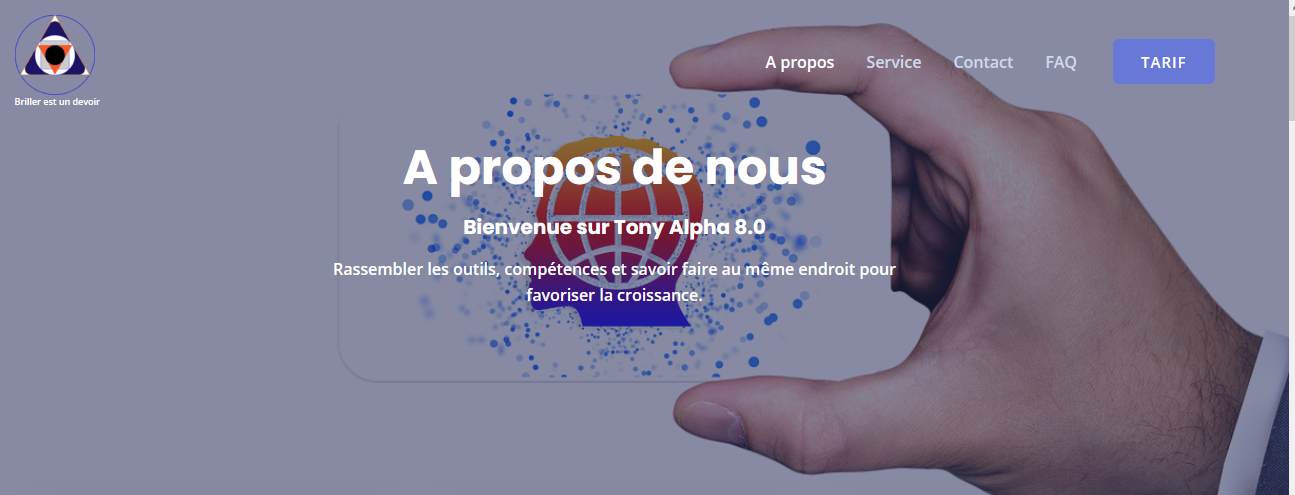 A propos
Service
Contact
FAQ
TARIF
Briller est un devoir
A propos de nous
Bienvenue sur Tony Alpha 8.0
Rassembler les outils, compétences et savoir faire au même endroit pour
favoriser la croissance.